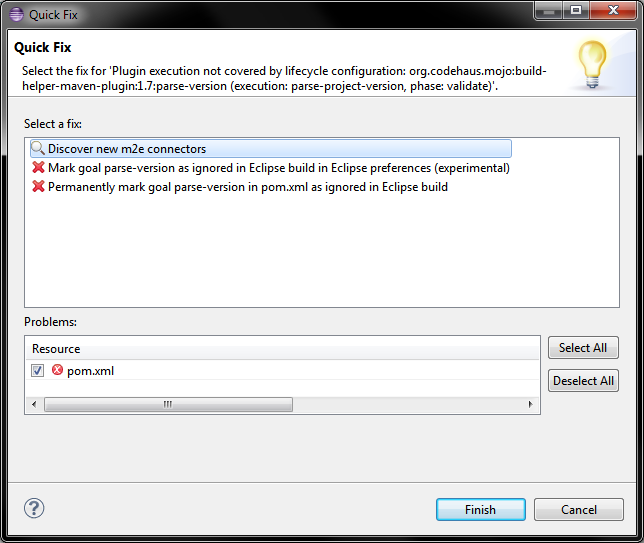 Quick Fix
Quick Fix
Select the fix for 'Plugin execution not covered by lifecycle configuration: org.codehaus.mojo:build-
helper-maven-plugin:1.7:parse-version (execution: parse-project-version, phase: validate)'.
Select a fix:
Discover new m2e connectors
Mark goal parse-version as ignored in Eclipse build in Eclipse preferences (experimental)
Permanently mark goal parse-version in pom.xml as ignored in Eclipse build
Problems:
Resource
Select All
pom.xml
Deselect All
?
Finish
Cancel